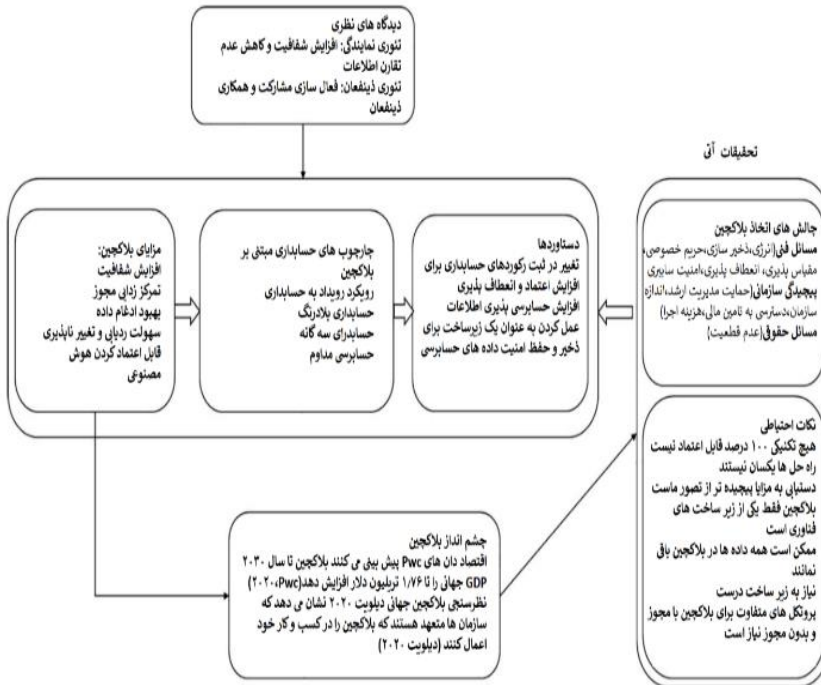 دیدگاه های نظری
تئوری نمایندگی: افزایش شفافیت و کاهش عدم
تقارن اطلاعات
تئوری ذینفعان: فعال سازی مشارکت و همکاری
ذینفعان
تحقیقات آتی
چالش های اتخاذ بلاکچین
مسائل فنی(انرژی،ذخیر سازی،حریم خصوصی،
مقیاس پذیری، انعطاف پذیری،امنیت سایبری
پیچیدگی سازمانی(حمایت مدیریت ارشد،اندازه
سازمان،دسترسی به تامین مالی،هزینه اجرا)
مسائل حقوقی(عدم قطعیت)
دستاوردها
تغییر در ثبت رکوردهای حسابداری برای
افزایش اعتماد و انعطاف پذیری
افزایش حسابرسی پذیری اطلاعات
عمل کردن به عنوان یک زیرساخت برای
ذخیر و حفظ امنیت داده های حسابرسی
چارچوب های حسابداری مبتنی بر
بلاکچین
رویکرد رویداد به حسابداری
حسابداری بلادرنگ
حسابدرای سه گانه
حسابرسی مداوم
مزایای بلاکچین:
افزایش شفافیت
تمرکز زدایی مجوز
بهبود ادغام داده
سهولت ردیابی و تغییر ناپذیری
قابل اعتماد کردن هوش
مصنوعی
نکات احتیاطی
هیچ تکنیکی ۱۰۰ درصد قابل اعتماد نیست
راه حل ها یکسان نیستند
دستیابی به مزایا پیچیده تر از تصور ماست
بلاکچین فقط یکی از زیر ساخت های
فناوری است
ممکن است همه داده ها در بلاکچین باقی
نمانند
نیاز به زیر ساخت درست
پروتکل های متفاوت برای بلاکچین با مجوز
و بدون مجوز نیاز است
چشم انداز بلاکچین
اقتصاد دان های Pwc پیش بینی می کنند بلاکچین تا سال ۲۰۳۰
GDP جهانی را تا ۱/۷۶ تریلیون دلار افزایش دهد(Pwc،۲۰۲۰)
نظرسنجی بلاکچین جهانی دیلویت ۲۰۲۰ نشان می دهد که
سازمان ها متعهد هستند که بلاکچین را در کسب و کار خود
اعمال کنند (دیلویت ۲۰۲۰)